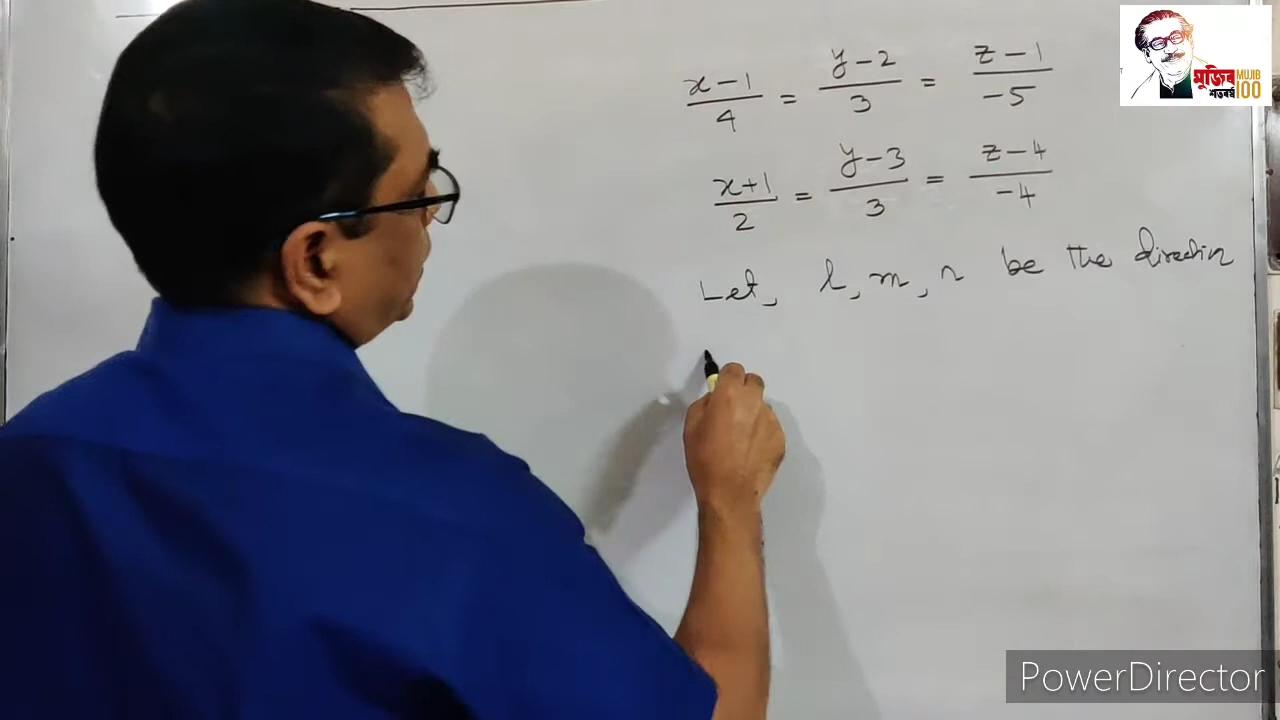 x-1/4 = y-2/3 = z-1/-5
x+1/2 = y-3/3 = z-4/-4
Let, l, m, n be the direction
মুজিব MUJIB
শতবর্ষ 100
PowerDirector